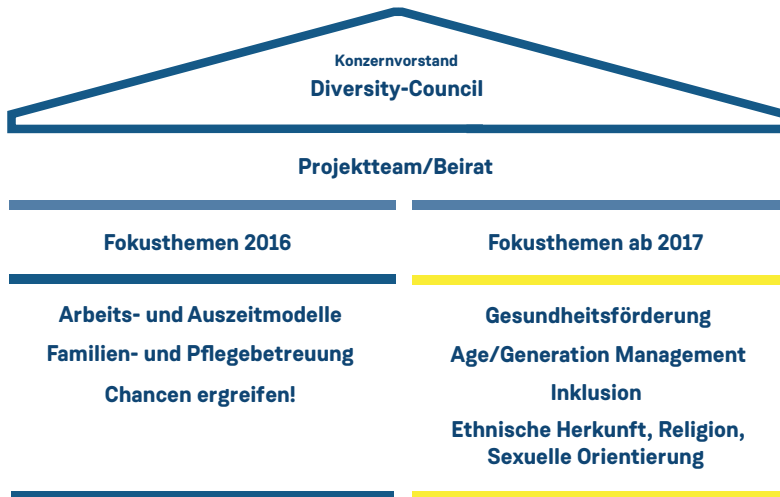 Konzernvorstand
Diversity-Council
Projektteam/Beirat
Fokusthemen 2016
Arbeits- und Auszeitmodelle
Familien- und Pflegebetreuung
Chancen ergreifen!
Fokusthemen ab 2017
Gesundheitsförderung
Age/Generation Management
Inklusion
Ethnische Herkunft, Religion,
Sexuelle Orientierung